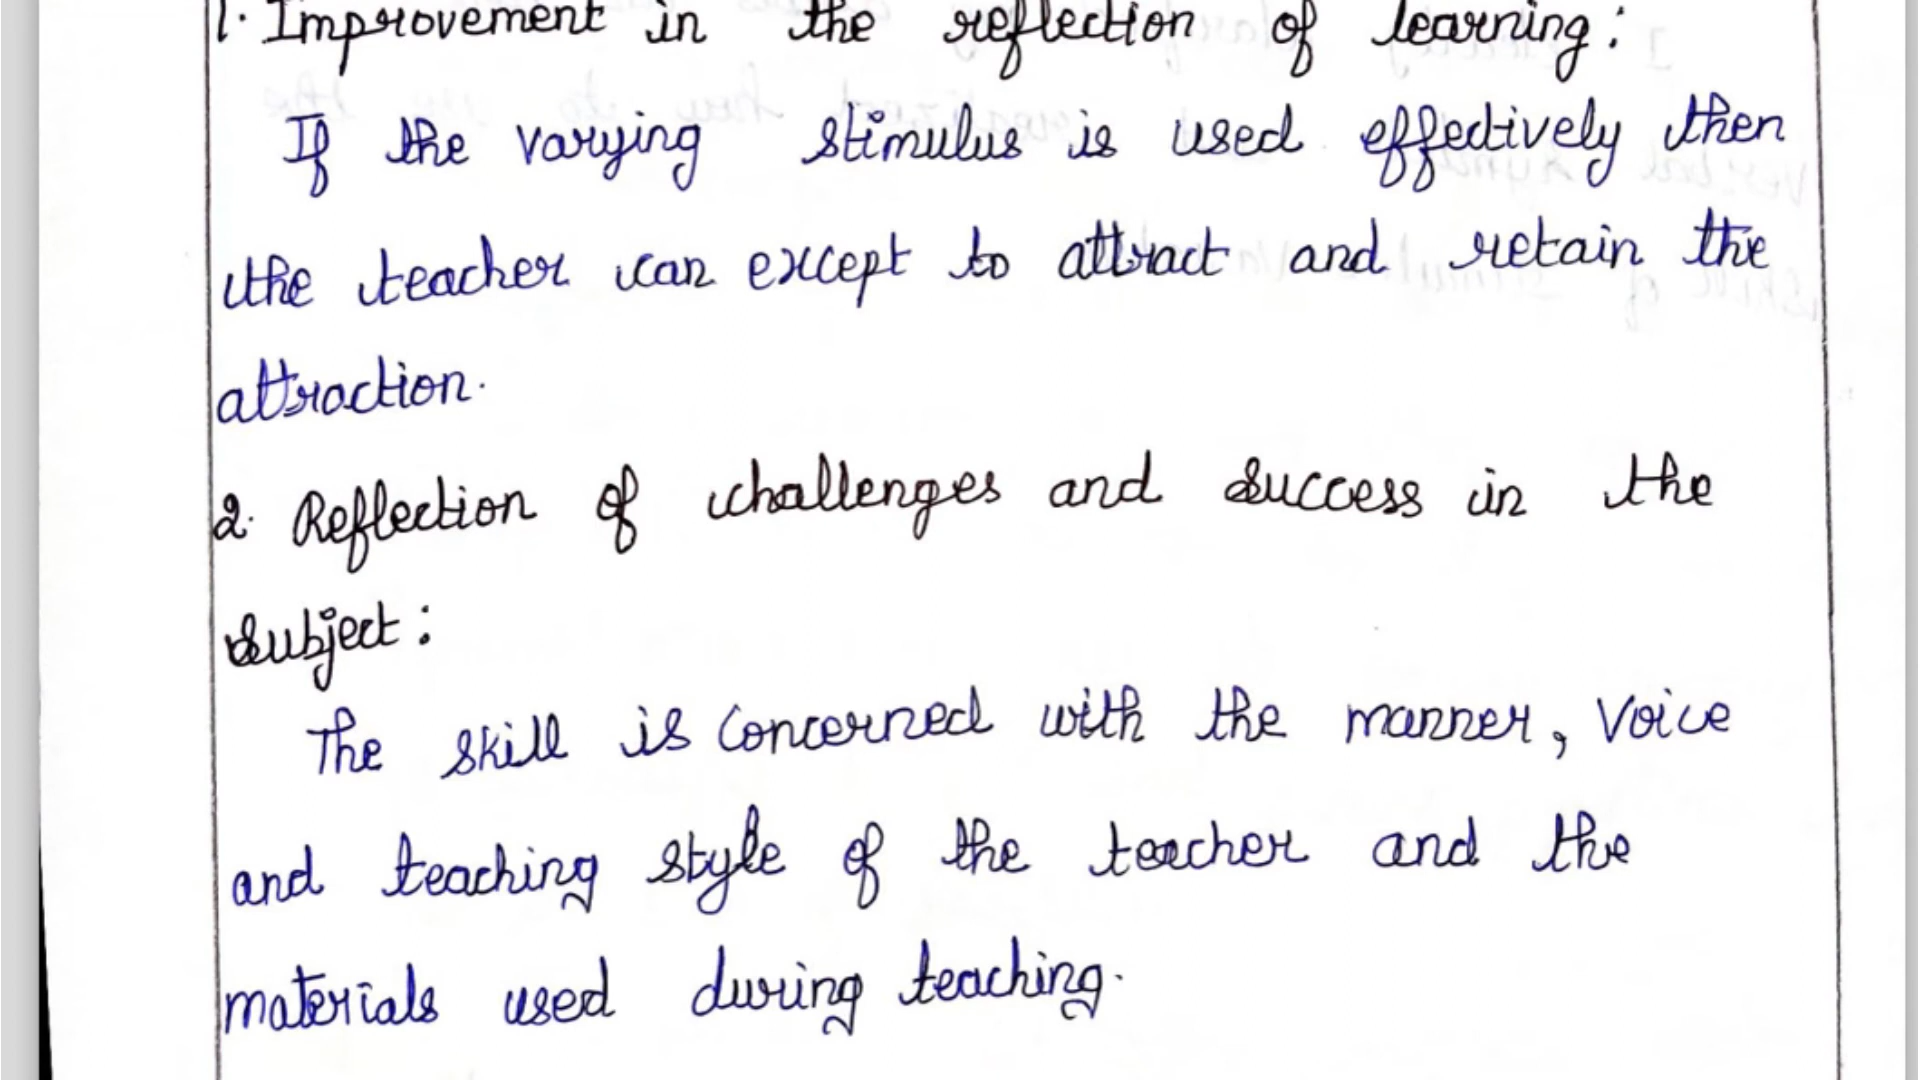 1. Improvement in the reflection of learning:
If the varying stimulus is used effectively then
the teacher can except to attract and retain the
attraction.
2. Reflection of challenges and success in the
subject:
The skill is concerned with the manner, voice
and teaching style of the teacher and the
materials used during teaching.